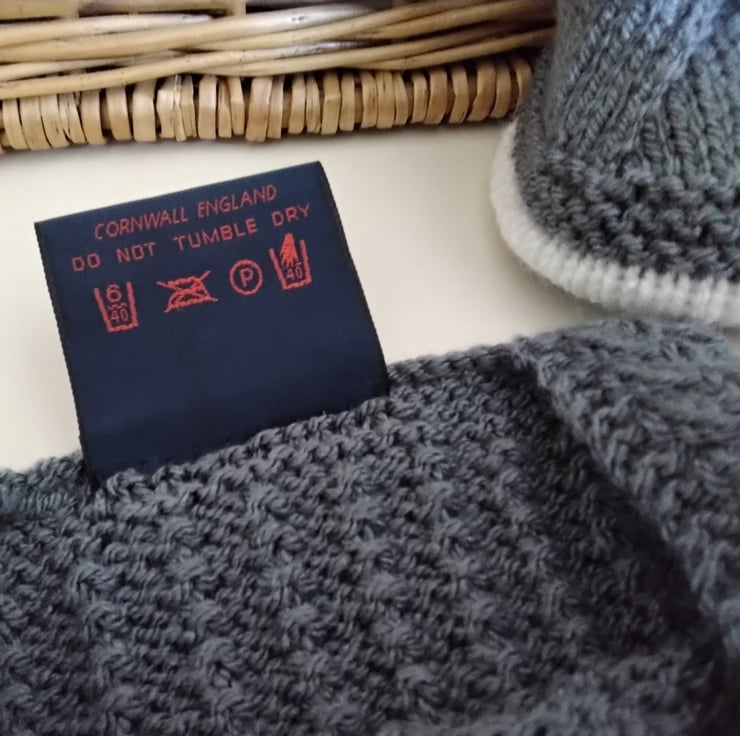 CORNWALL ENGLAND
DO NOT TUMBLE DRY
6 40 P 40